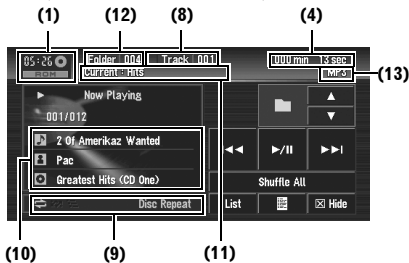 (1) (12) (8) (4)
05:26 Folder 004 Track 001 000 min 13 sec
ROM Current : Hits MP3 (13)
Now Playing
001/012
2 Of Amerikaz Wanted
Pac
Greatest Hits (CD One)
Shuffle All
Disc Repeat List Hide
(10) (9) (11)